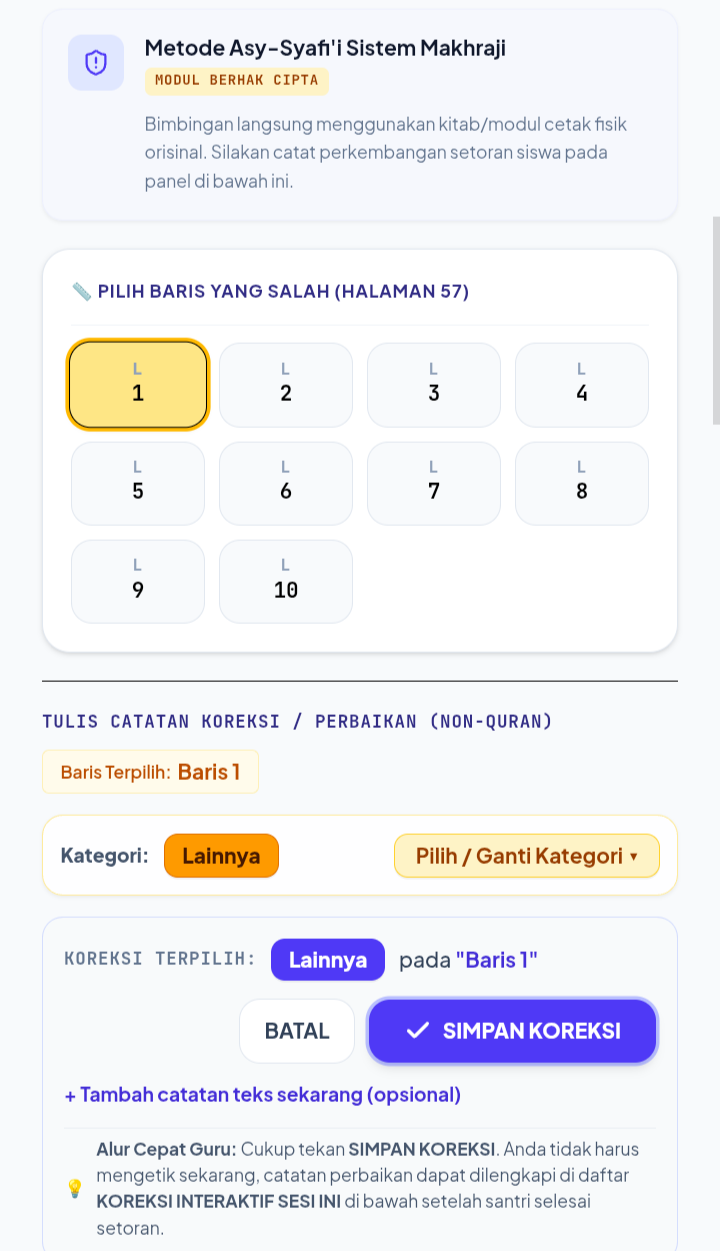 Metode Asy-Syafi'i Sistem Makhraji
MODUL BERHAK CIPTA
Bimbingan langsung menggunakan kitab/modul cetak fisik
orisinal. Silakan catat perkembangan setoran siswa pada
panel di bawah ini.
PILIH BARIS YANG SALAH (HALAMAN 57)
L L L L
1 2 3 4
L L L L
5 6 7 8
L L
9 10
TULIS CATATAN KOREKSI / PERBAIKAN (NON-QURAN)
Baris Terpilih: Baris 1
Kategori: Lainnya Pilih / Ganti Kategori ▾
KOREKSI TERPILIH: Lainnya pada "Baris 1"
BATAL ✓ SIMPAN KOREKSI
+ Tambah catatan teks sekarang (opsional)
Alur Cepat Guru: Cukup tekan SIMPAN KOREKSI. Anda tidak harus
mengetik sekarang, catatan perbaikan dapat dilengkapi di daftar
KOREKSI INTERAKTIF SESI INI di bawah setelah santri selesai
setoran.